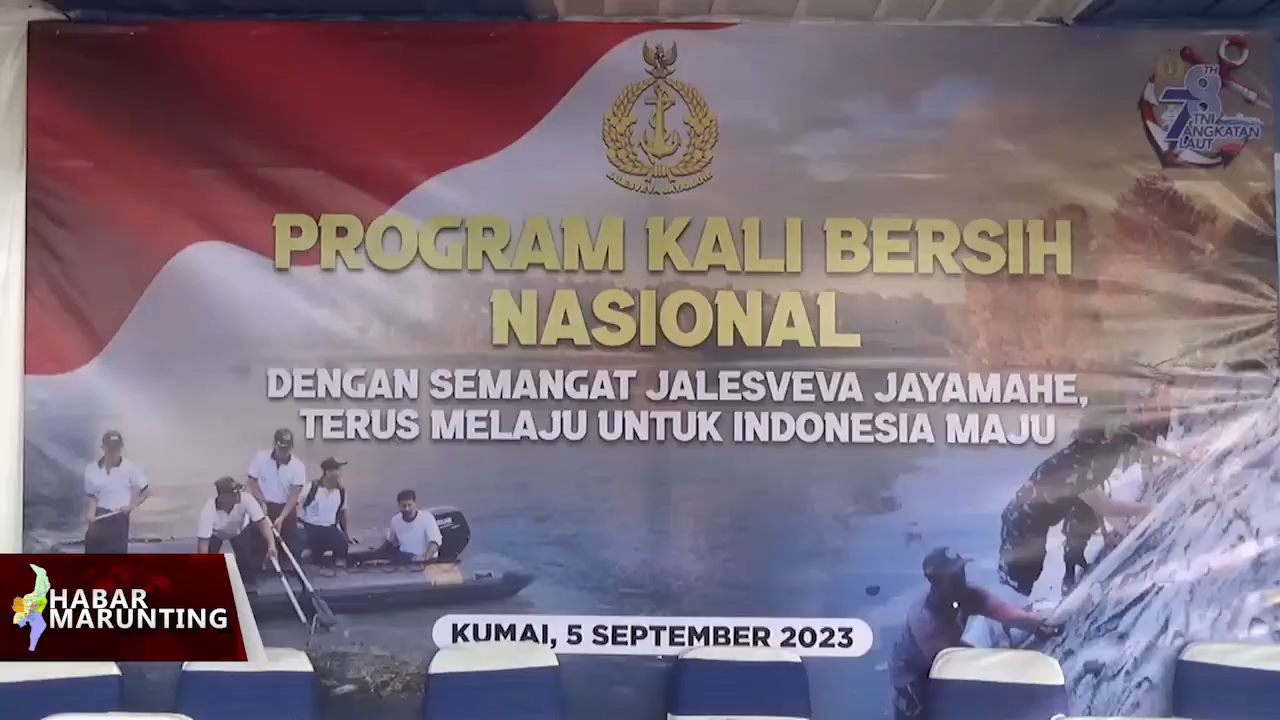 78
TH
TNI
ANGKATAN
LAUT
JALESVEVA JAYAMAHE
PROGRAM KALI BERSIH
NASIONAL
DENGAN SEMANGAT JALESVEVA JAYAMAHE,
TERUS MELAJU UNTUK INDONESIA MAJU
HABAR
MARUNTING
KUMAI, 5 SEPTEMBER 2023